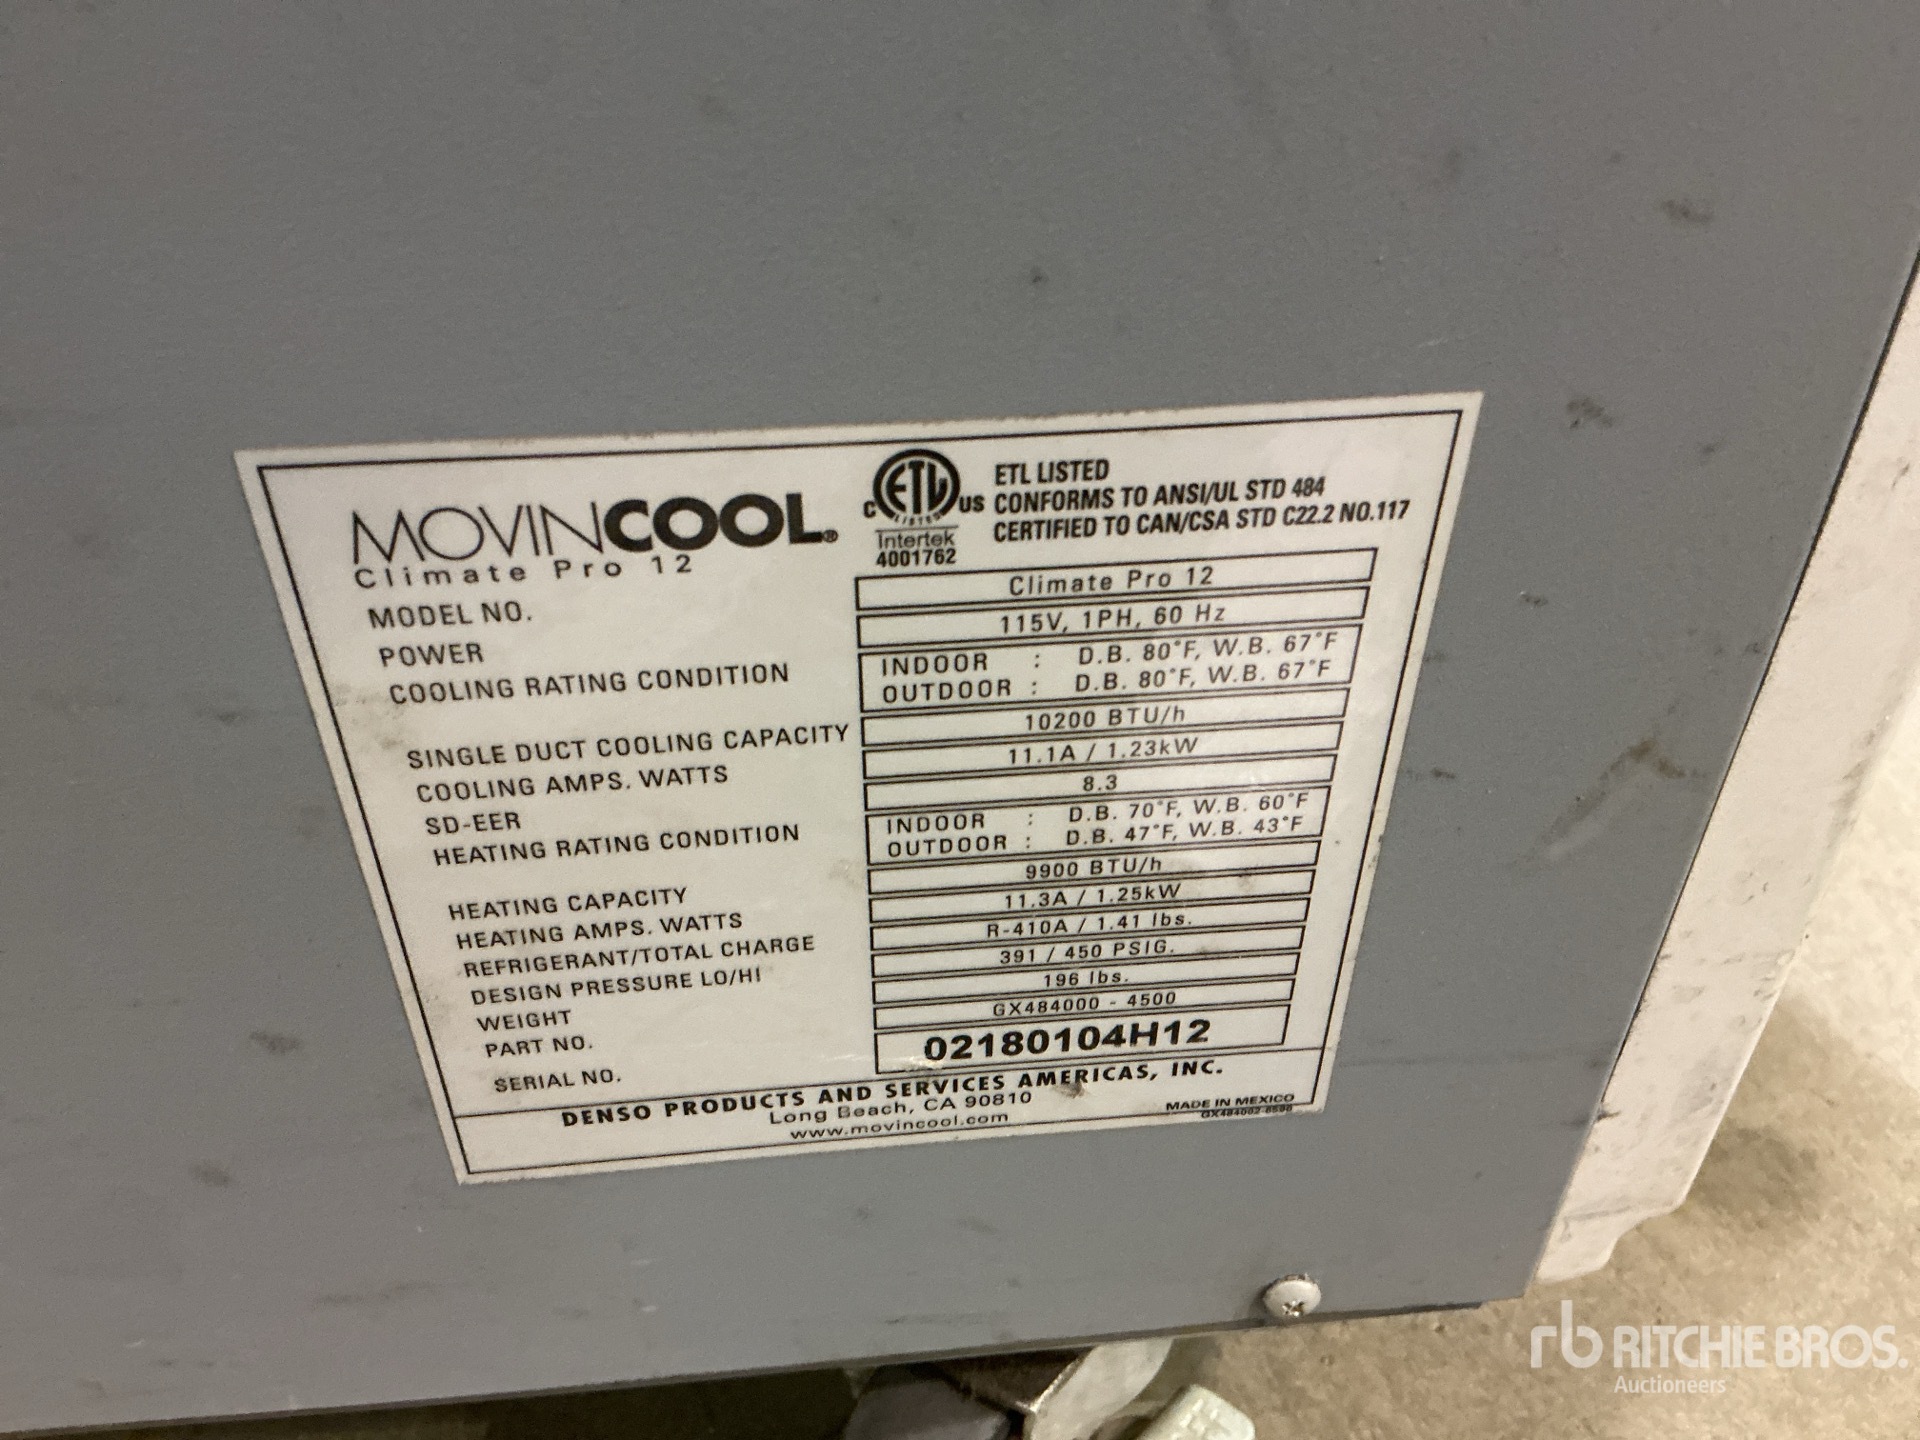 MOVINCOOL®
Climate Pro 12
C ETL LISTED US
Intertek
4001762
ETL LISTED
CONFORMS TO ANSI/UL STD 484
CERTIFIED TO CAN/CSA STD C22.2 NO.117
MODEL NO. Climate Pro 12
POWER 115V, 1PH, 60 Hz
COOLING RATING CONDITION INDOOR : D.B. 80°F, W.B. 67°F
OUTDOOR : D.B. 80°F, W.B. 67°F
SINGLE DUCT COOLING CAPACITY 10200 BTU/h
COOLING AMPS. WATTS 11.1A / 1.23kW
SD-EER 8.3
HEATING RATING CONDITION INDOOR : D.B. 70°F, W.B. 60°F
OUTDOOR : D.B. 47°F, W.B. 43°F
HEATING CAPACITY 9900 BTU/h
HEATING AMPS. WATTS 11.3A / 1.25kW
REFRIGERANT/TOTAL CHARGE R-410A / 1.41 lbs.
DESIGN PRESSURE LO/HI 391 / 450 PSIG.
WEIGHT 196 lbs.
PART NO. GX484000 - 4500
SERIAL NO. 02180104H12
DENSO PRODUCTS AND SERVICES AMERICAS, INC.
Long Beach, CA 90810
www.movincool.com
MADE IN MEXICO
rb RITCHIE BROS.
Auctioneers